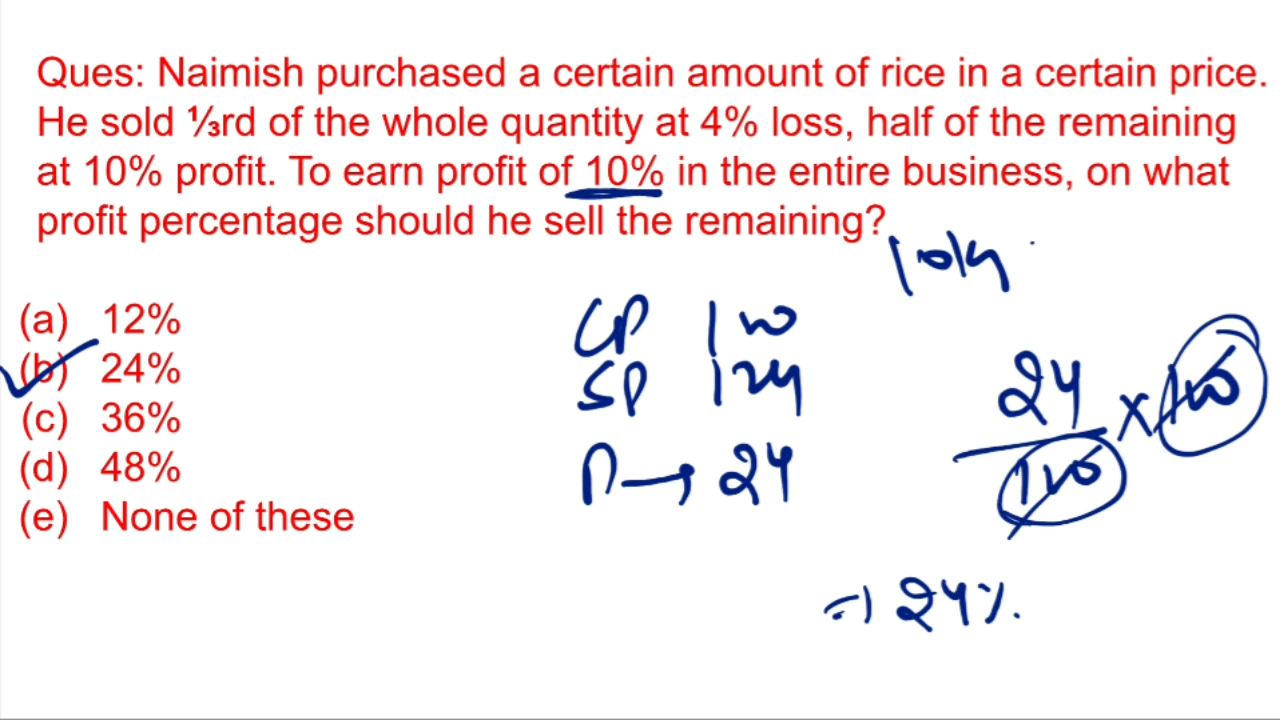 Ques: Naimish purchased a certain amount of rice in a certain price.
He sold ⅓rd of the whole quantity at 4% loss, half of the remaining
at 10% profit. To earn profit of 10% in the entire business, on what
profit percentage should he sell the remaining?
(a) 12%
(b) 24%
(c) 36%
(d) 48%
(e) None of these
CP 100
SP 124
P → 24
24
100
× 100
⇒ 24%